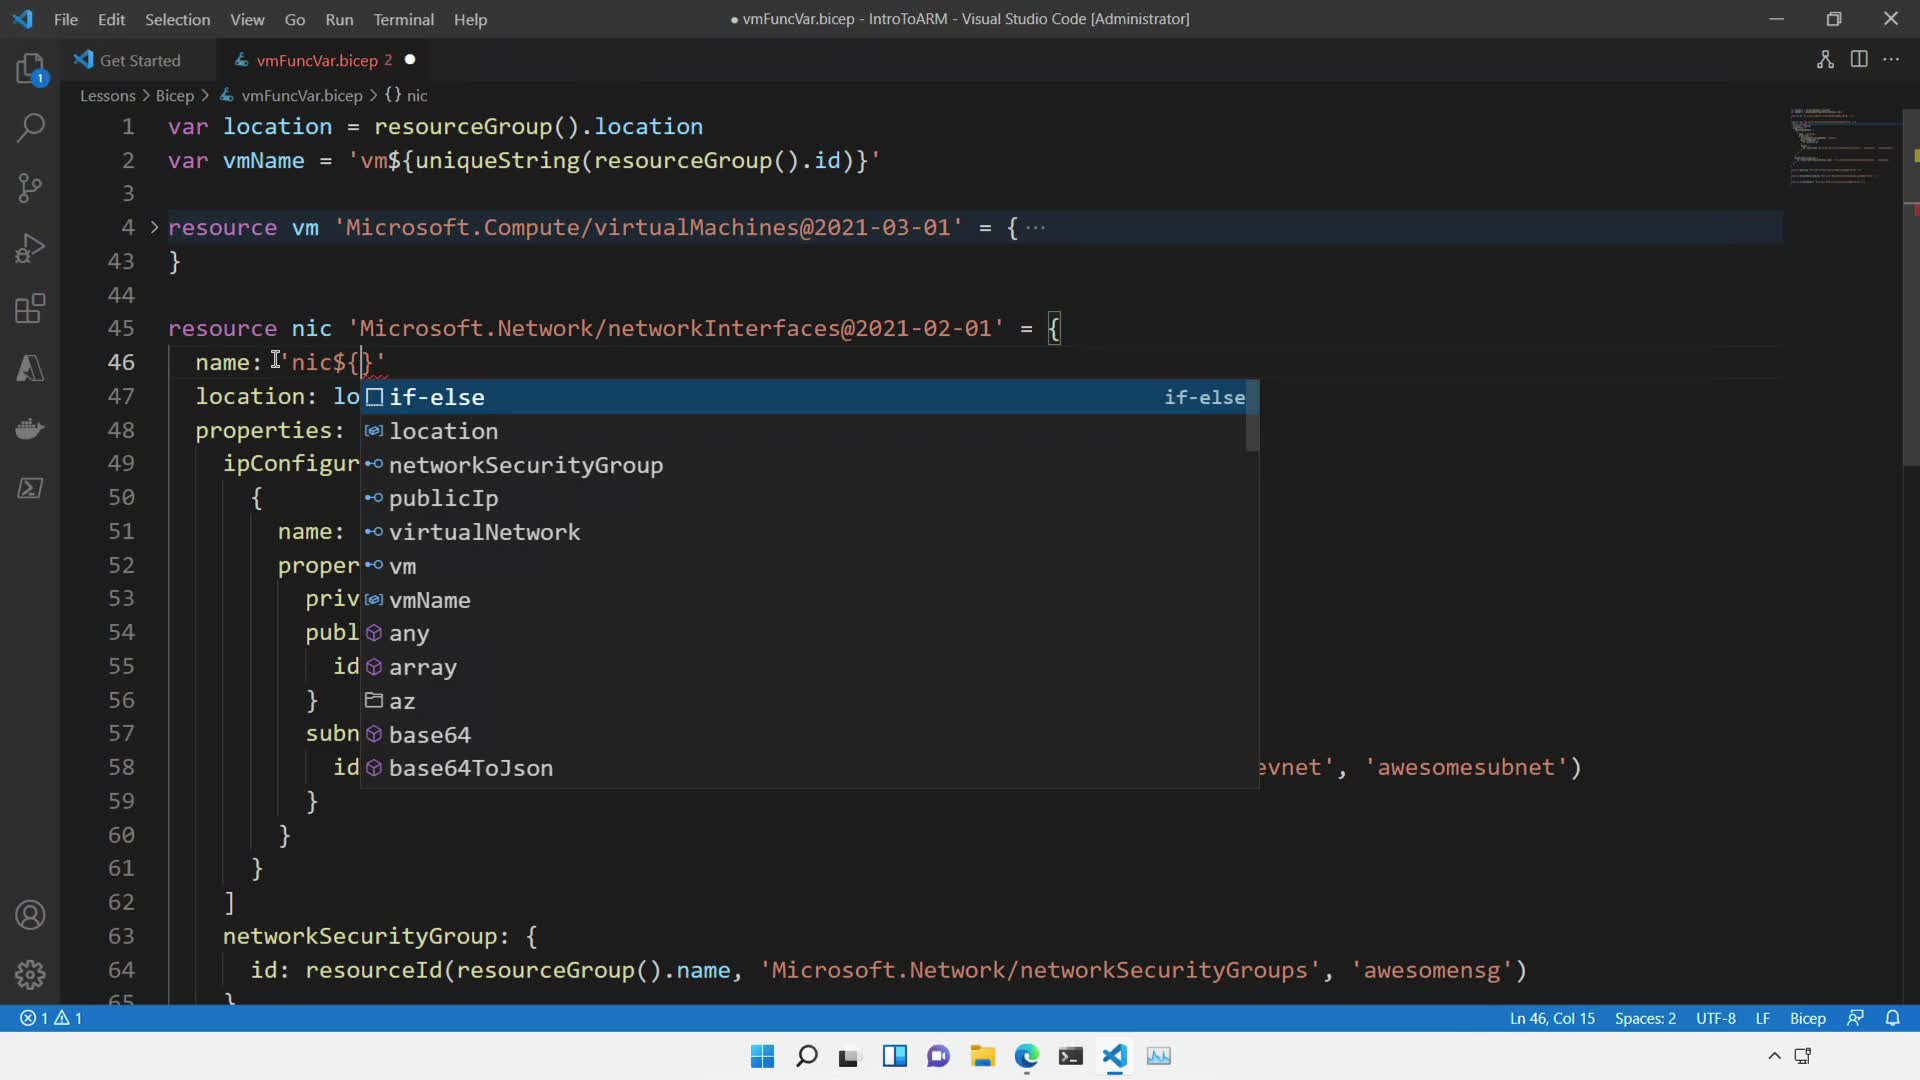 File Edit Selection View Go Run Terminal Help
● vmFuncVar.bicep - IntroToARM - Visual Studio Code [Administrator]
Get Started
vmFuncVar.bicep 2 ●
Lessons > Bicep > vmFuncVar.bicep > {} nic
1 var location = resourceGroup().location
2 var vmName = 'vm${uniqueString(resourceGroup().id)}'
3
4 > resource vm 'Microsoft.Compute/virtualMachines@2021-03-01' = {···
43 }
44
45 resource nic 'Microsoft.Network/networkInterfaces@2021-02-01' = {
46 name: 'nic${}'
47 location: lo
48 properties:
49 ipConfigur
50 {
51 name:
52 proper
53 priv
54 publ
55 id
56 }
57 subn
58 id evnet', 'awesomesubnet')
59 }
60 }
61 }
62 ]
63 networkSecurityGroup: {
64 id: resourceId(resourceGroup().name, 'Microsoft.Network/networkSecurityGroups', 'awesomensg')
65 }
if-else if-else
location
networkSecurityGroup
publicIp
virtualNetwork
vm
vmName
any
array
az
base64
base64ToJson
1
1 1
Ln 46, Col 15 Spaces: 2 UTF-8 LF Bicep